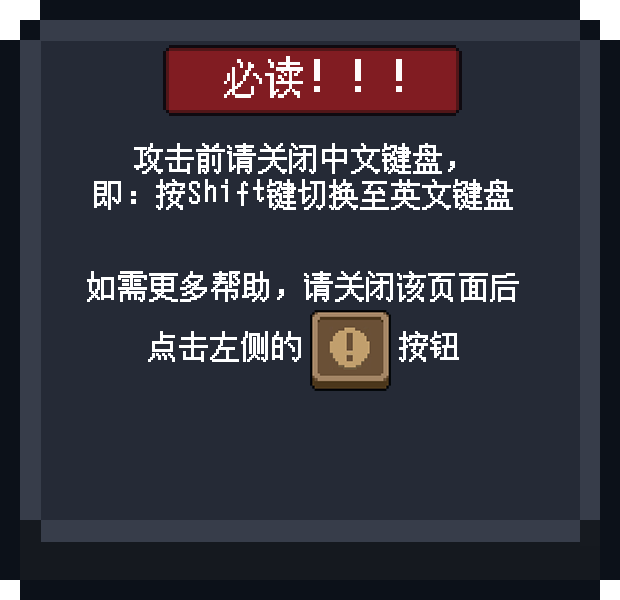 必读！！！
攻击前请关闭中文键盘，
即：按Shift键切换至英文键盘
如需更多帮助，请关闭该页面后
点击左侧的 按钮